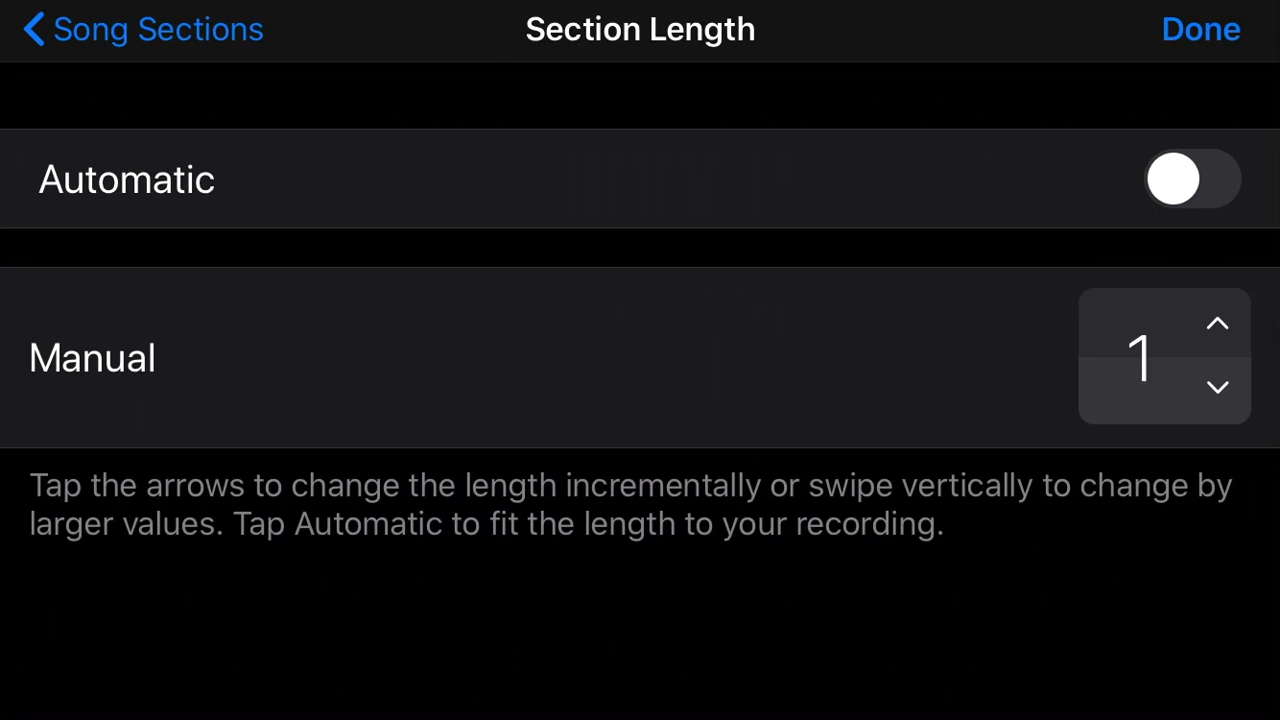 Song Sections
Section Length
Done
Automatic
Manual
1
Tap the arrows to change the length incrementally or swipe vertically to change by
larger values. Tap Automatic to fit the length to your recording.